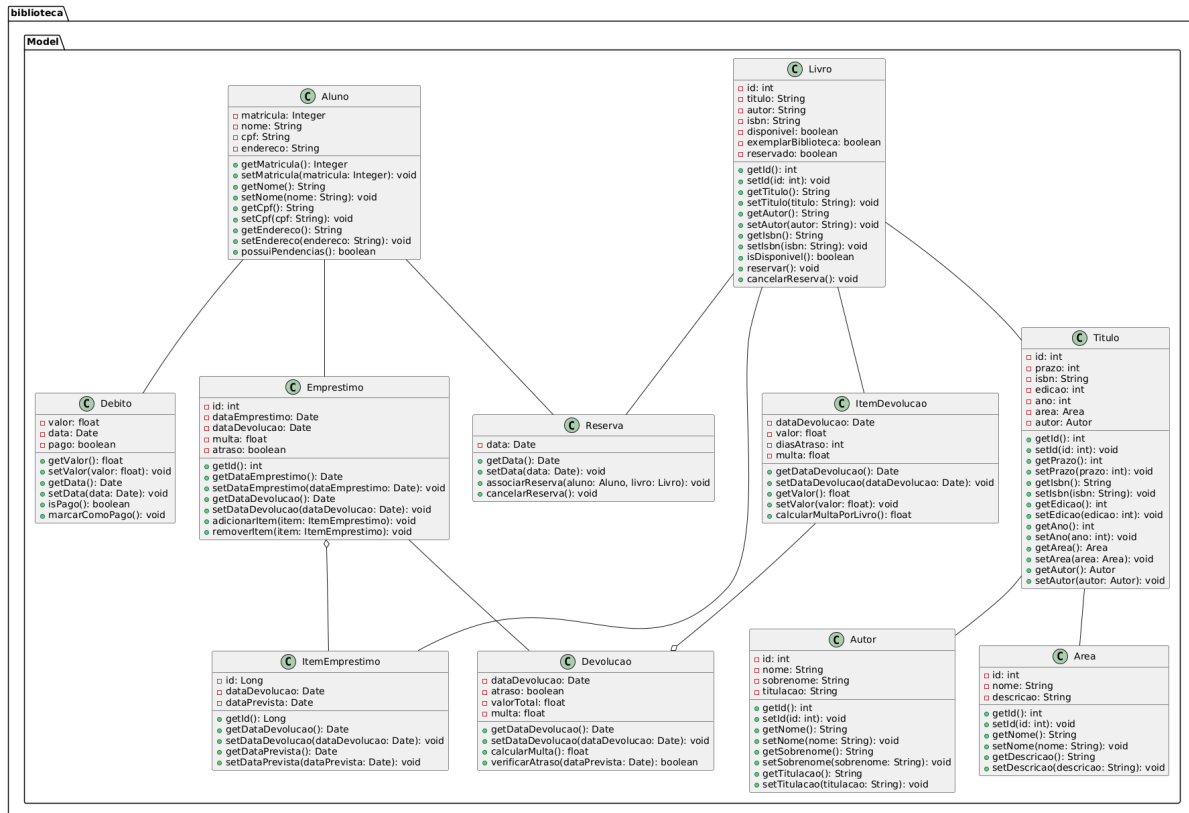 biblioteca
Model
C Aluno
matricula: Integer
nome: String
cpf: String
endereco: String
getMatricula(): Integer
setMatricula(matricula: Integer): void
getNome(): String
setNome(nome: String): void
getCpf(): String
setCpf(cpf: String): void
getEndereco(): String
setEndereco(endereco: String): void
possuiPendencias(): boolean
C Livro
id: int
titulo: String
autor: String
isbn: String
disponivel: boolean
exemplarBiblioteca: boolean
reservado: boolean
getId(): int
setId(id: int): void
getTitulo(): String
setTitulo(titulo: String): void
getAutor(): String
setAutor(autor: String): void
getIsbn(): String
setIsbn(isbn: String): void
isDisponivel(): boolean
reservar(): void
cancelarReserva(): void
C Debito
valor: float
data: Date
pago: boolean
getValor(): float
setValor(valor: float): void
getData(): Date
setData(data: Date): void
isPago(): boolean
marcarComoPago(): void
C Emprestimo
id: int
dataEmprestimo: Date
dataDevolucao: Date
multa: float
atraso: boolean
getId(): int
getDataEmprestimo(): Date
setDataEmprestimo(dataEmprestimo: Date): void
getDataDevolucao(): Date
setDataDevolucao(dataDevolucao: Date): void
adicionarItem(item: ItemEmprestimo): void
removerItem(item: ItemEmprestimo): void
C Reserva
data: Date
getData(): Date
setData(data: Date): void
associarReserva(aluno: Aluno, livro: Livro): void
cancelarReserva(): void
C ItemDevolucao
dataDevolucao: Date
valor: float
diasAtraso: int
multa: float
getDataDevolucao(): Date
setDataDevolucao(dataDevolucao: Date): void
getValor(): float
setValor(valor: float): void
calcularMultaPorLivro(): float
C Titulo
id: int
prazo: int
isbn: String
edicao: int
ano: int
area: Area
autor: Autor
getId(): int
setId(id: int): void
getPrazo(): int
setPrazo(prazo: int): void
getIsbn(): String
setIsbn(isbn: String): void
getEdicao(): int
setEdicao(edicao: int): void
getAno(): int
setAno(ano: int): void
getArea(): Area
setArea(area: Area): void
getAutor(): Autor
setAutor(autor: Autor): void
C ItemEmprestimo
id: Long
dataDevolucao: Date
dataPrevista: Date
getId(): Long
getDataDevolucao(): Date
setDataDevolucao(dataDevolucao: Date): void
getDataPrevista(): Date
setDataPrevista(dataPrevista: Date): void
C Devolucao
dataDevolucao: Date
atraso: boolean
valorTotal: float
multa: float
getDataDevolucao(): Date
setDataDevolucao(dataDevolucao: Date): void
calcularMulta(): float
verificarAtraso(dataPrevista: Date): boolean
C Autor
id: int
nome: String
sobrenome: String
titulacao: String
getId(): int
setId(id: int): void
getNome(): String
setNome(nome: String): void
getSobrenome(): String
setSobrenome(sobrenome: String): void
getTitulacao(): String
setTitulacao(titulacao: String): void
C Area
id: int
nome: String
descricao: String
getId(): int
setId(id: int): void
getNome(): String
setNome(nome: String): void
getDescricao(): String
setDescricao(descricao: String): void